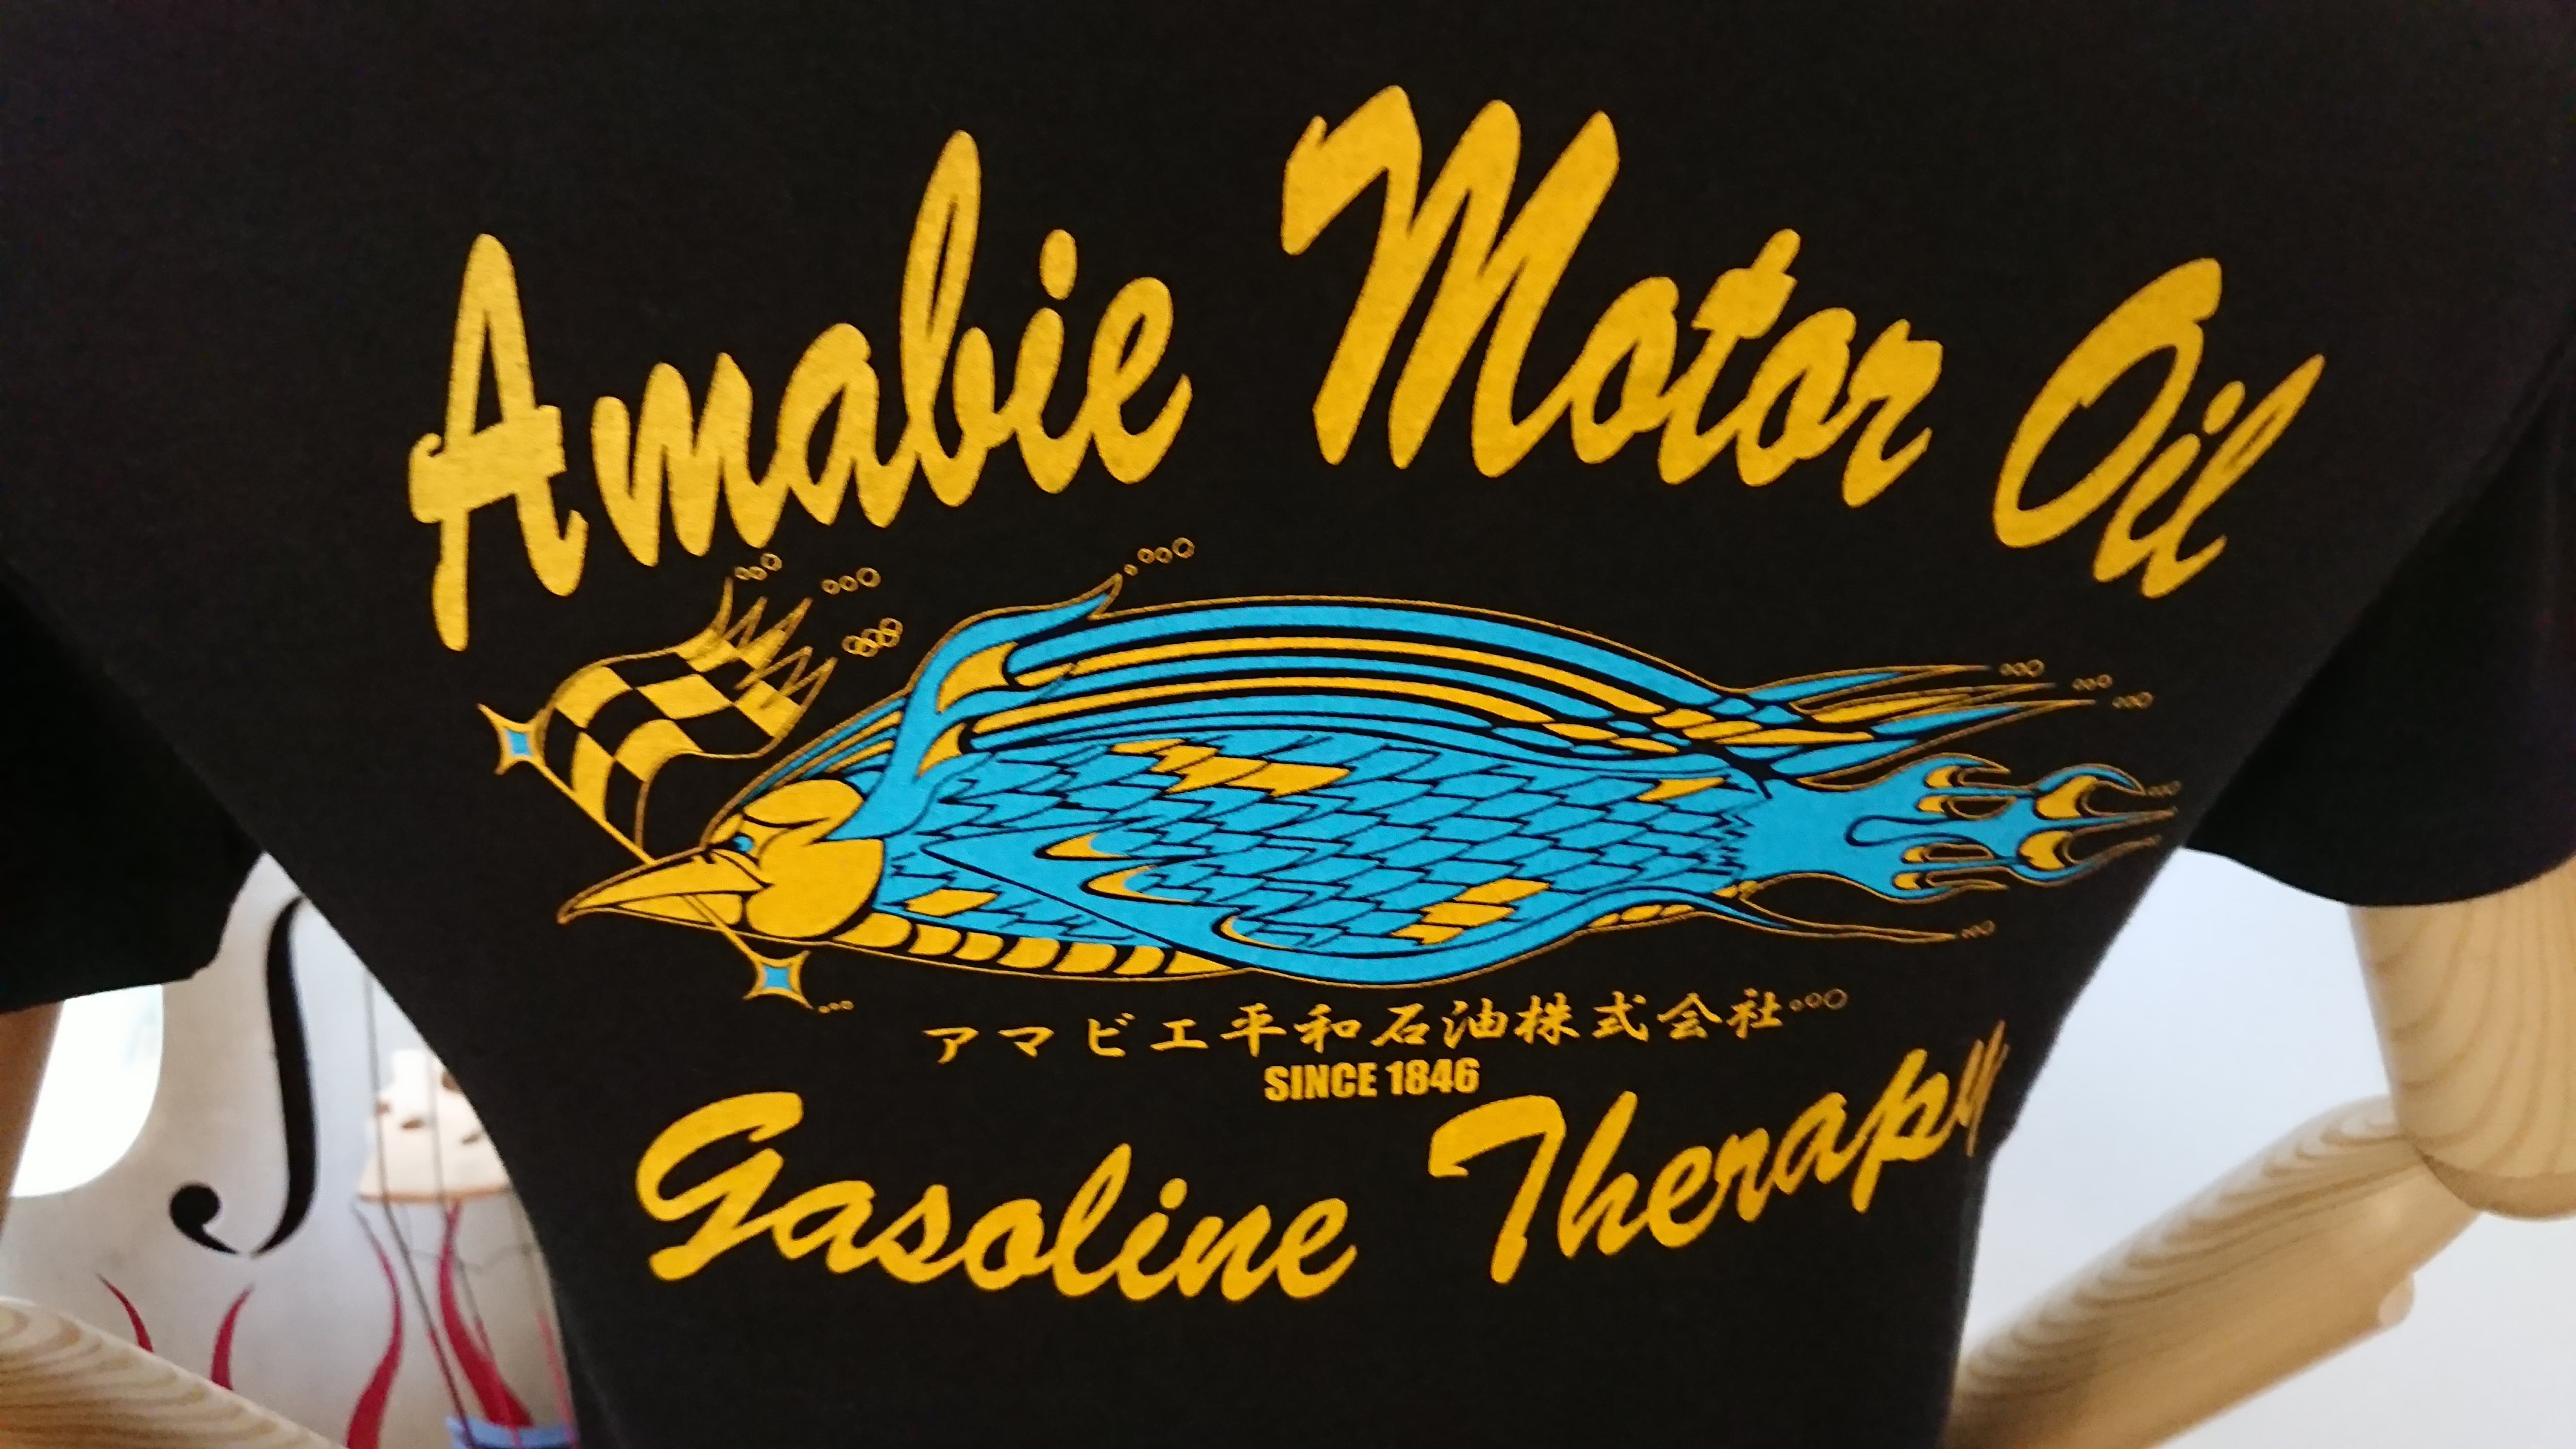 Amabie Motor Oil
アマビエ平和石油株式会社
SINCE 1846
Gasoline Therapy